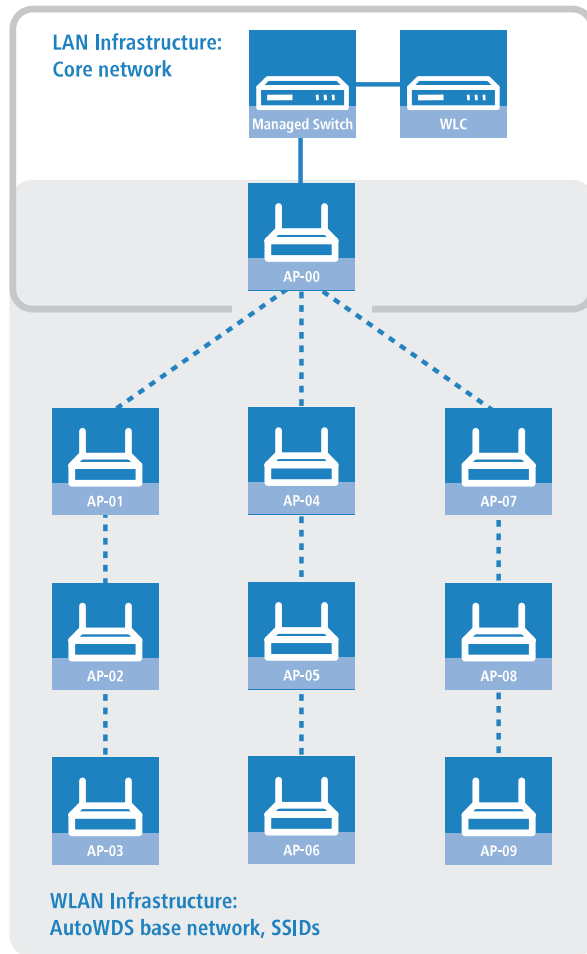 LAN Infrastructure:
Core network
Managed Switch
WLC
AP-00
AP-01
AP-04
AP-07
AP-02
AP-05
AP-08
AP-03
AP-06
AP-09
WLAN Infrastructure:
AutoWDS base network, SSIDs